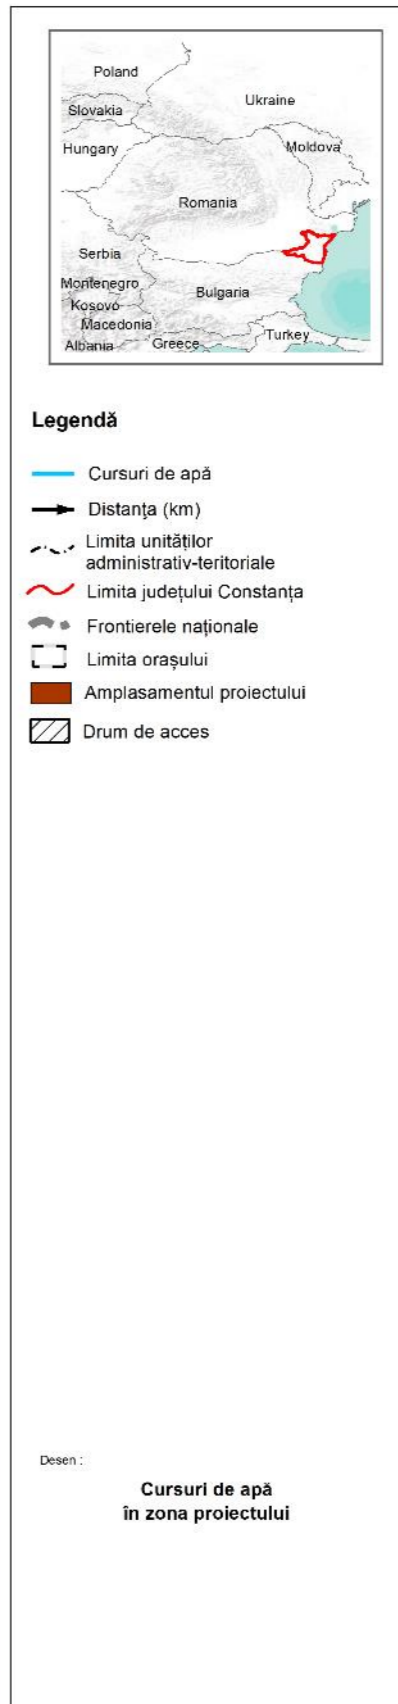 Poland
Ukraine
Slovakia
Hungary
Moldova
Romania
Serbia
Montenegro
Bulgaria
Kosovo
Macedonia
Albania
Greece
Turkey
Legendă
Cursuri de apă
Distanţa (km)
Limita unităților
administrativ-teritoriale
Limita județului Constanța
Frontierele naționale
Limita orașului
Amplasamentul proiectului
Drum de acces
Desen :
Cursuri de apă
în zona proiectului